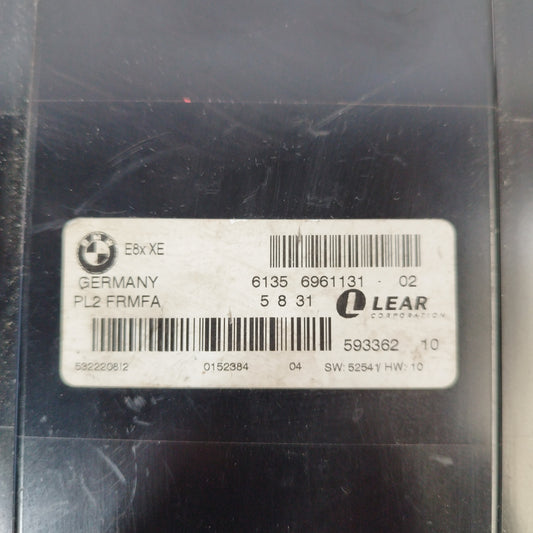 E8x XE
GERMANY 6135 6961131 - 02
PL2 FRMFA 5 8 31 LEAR
CORPORATION
593362 10
532220812 0152384 04 SW: 52541/ HW: 10